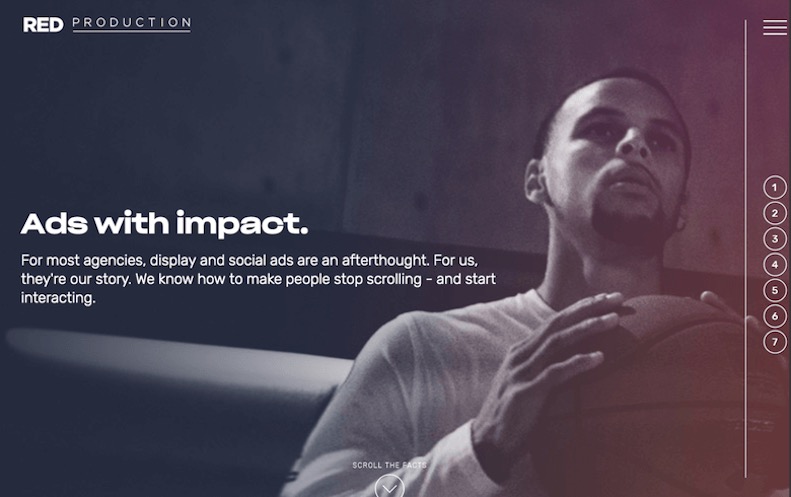 RED PRODUCTION
Ads with impact.
For most agencies, display and social ads are an afterthought. For us,
they're our story. We know how to make people stop scrolling - and start
interacting.
1
2
3
4
5
6
7
SCROLL THE FACTS